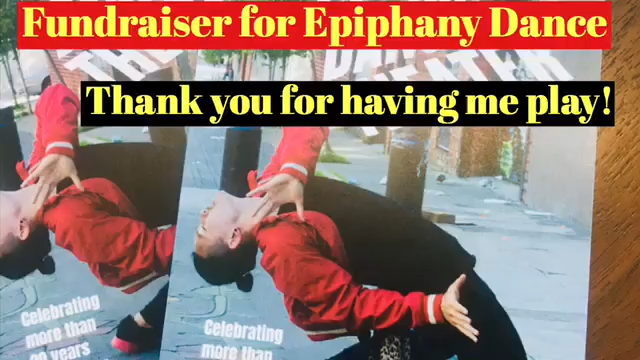 Fundraiser for Epiphany Dance
Thank you for having me play!
Celebrating
more than
Celebrating
more than
years